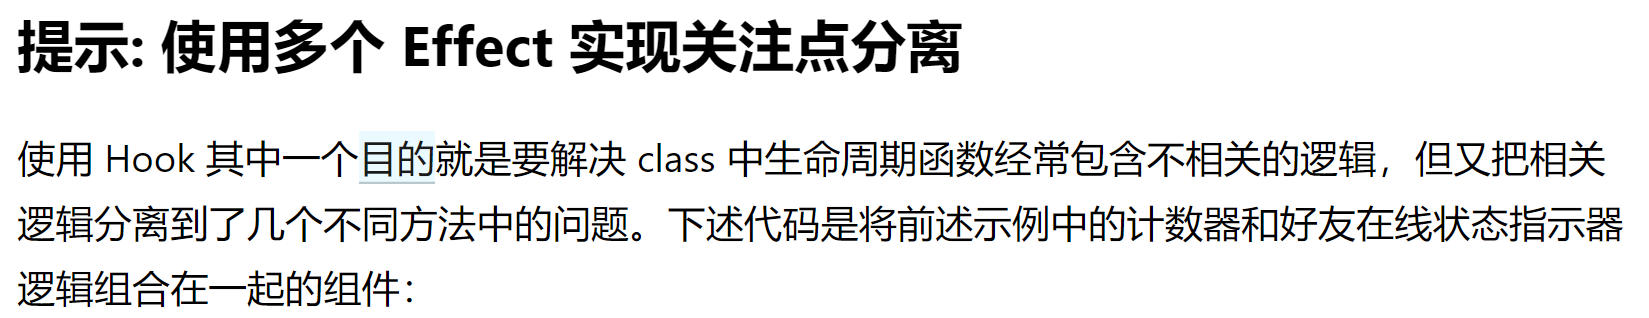 提示: 使用多个 Effect 实现关注点分离
使用 Hook 其中一个目的就是要解决 class 中生命周期函数经常包含不相关的逻辑，但又把相关
逻辑分离到了几个不同方法中的问题。下述代码是将前述示例中的计数器和好友在线状态指示器
逻辑组合在一起的组件：